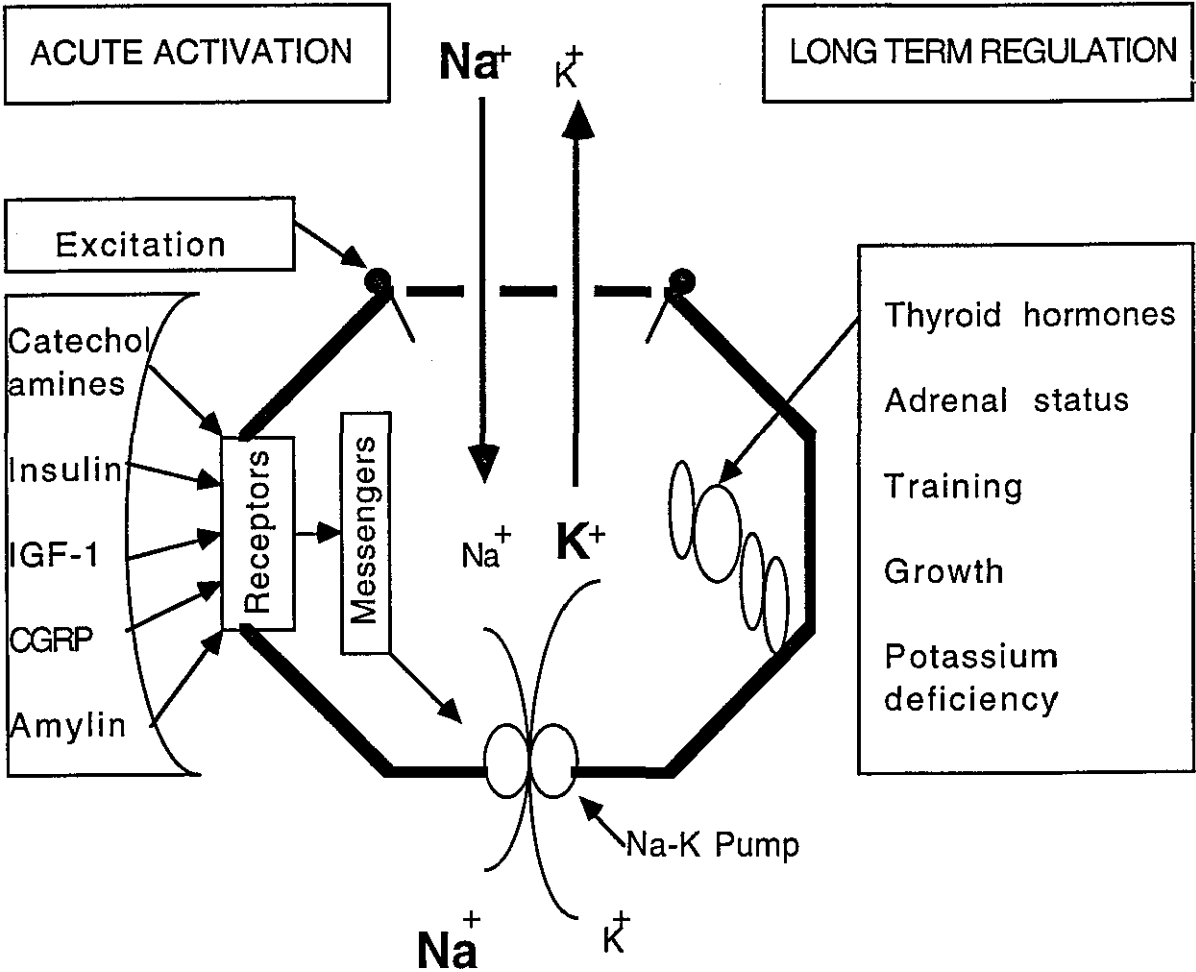 ACUTE ACTIVATION
Na+
K+
LONG TERM REGULATION
Excitation
Catechol
amines
Insulin
IGF-1
CGRP
Amylin
Receptors
Messengers
Na+
K+
Thyroid hormones
Adrenal status
Training
Growth
Potassium
deficiency
Na-K Pump
Na+
K+